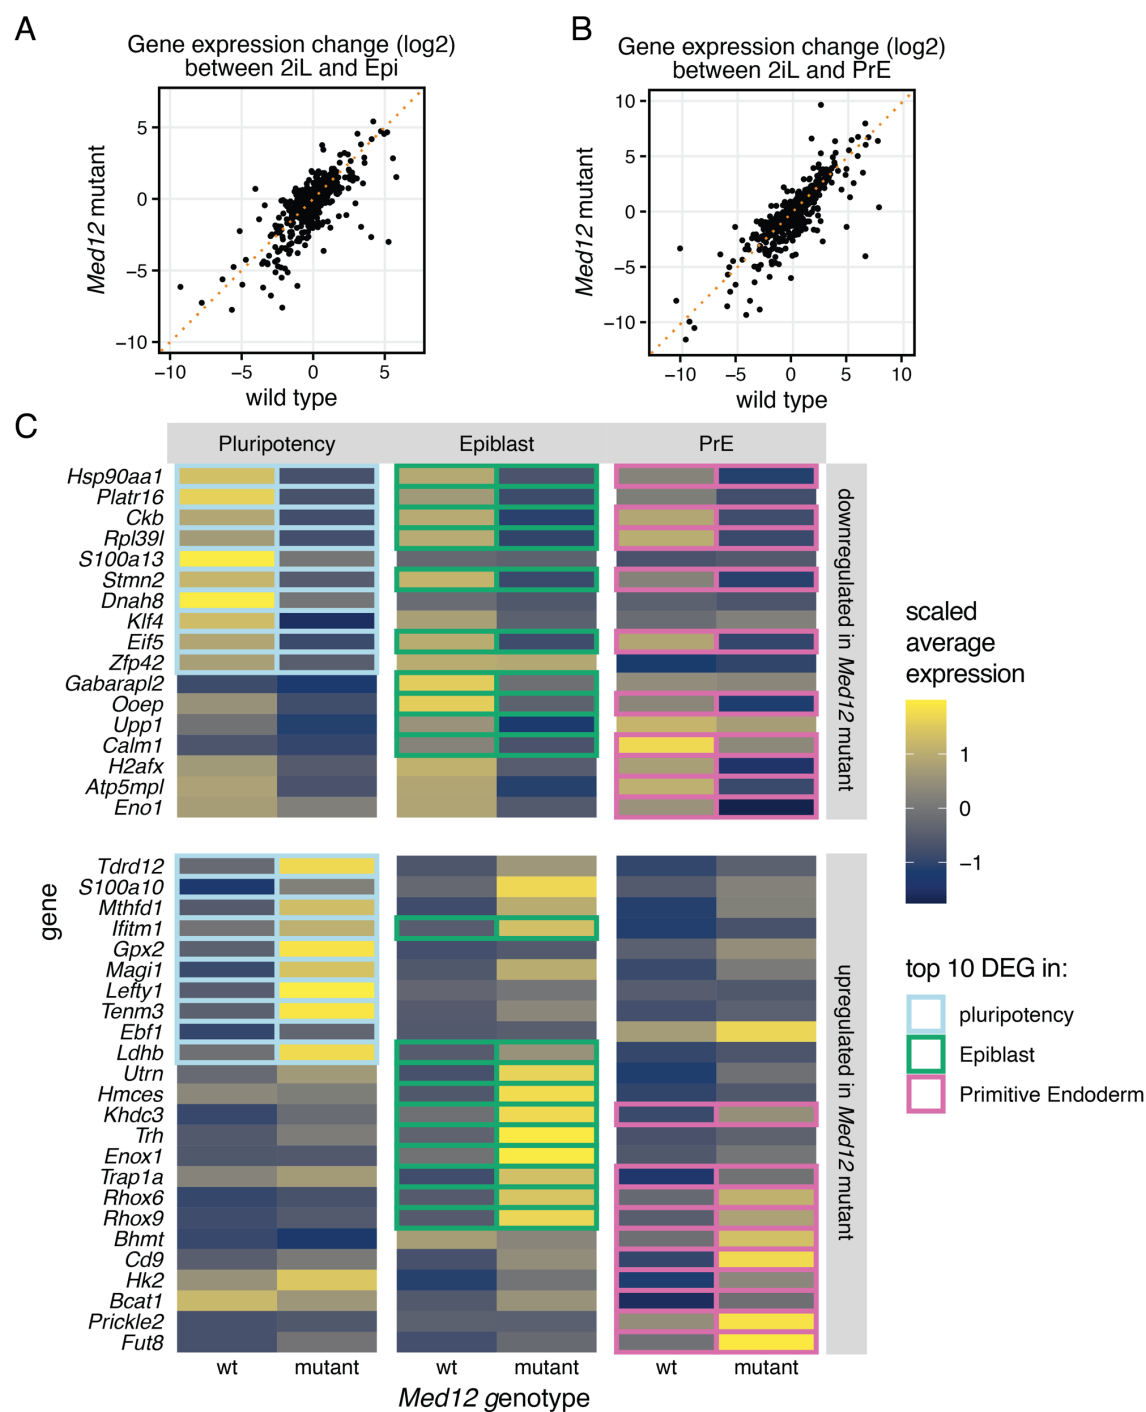 A
Gene expression change (log2)
between 2iL and Epi
Med12 mutant
5
0
−5
−10
−10 −5 0 5
wild type
B
Gene expression change (log2)
between 2iL and PrE
Med12 mutant
10
5
0
−5
−10
−10 −5 0 5 10
wild type
C
Pluripotency Epiblast PrE
gene
Hsp90aa1
Platr16
Ckb
Rpl39l
S100a13
Stmn2
Dnah8
Klf4
Eif5
Zfp42
Gabarapl2
Ooep
Upp1
Calm1
H2afx
Atp5mpl
Eno1
downregulated in Med12 mutant
Tdrd12
S100a10
Mthfd1
Ifitm1
Gpx2
Magi1
Lefty1
Tenm3
Ebf1
Ldhb
Utrn
Hmces
Khdc3
Trh
Enox1
Trap1a
Rhox6
Rhox9
Bhmt
Cd9
Hk2
Bcat1
Prickle2
Fut8
upregulated in Med12 mutant
wt mutant wt mutant wt mutant
Med12 genotype
scaled
average
expression
1
0
−1
top 10 DEG in:
pluripotency
Epiblast
Primitive Endoderm